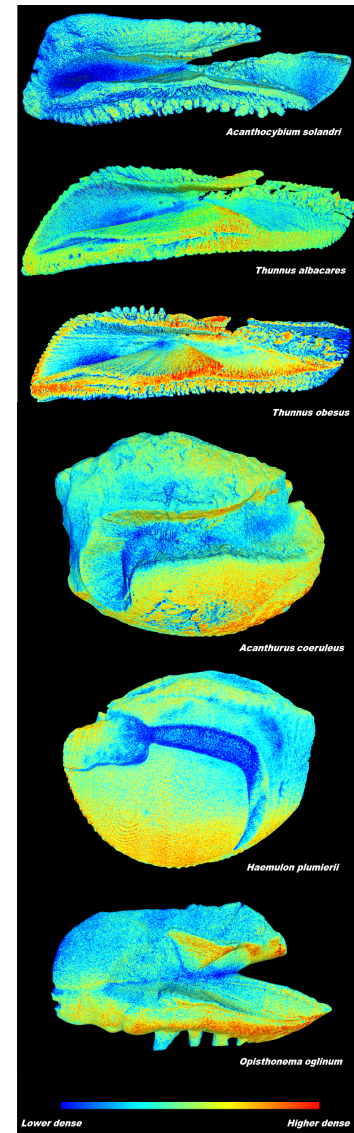 Acanthocybium solandri
Thunnus albacares
Thunnus obesus
Acanthurus coeruleus
Haemulon plumierii
Opisthonema oglinum
Lower dense Higher dense